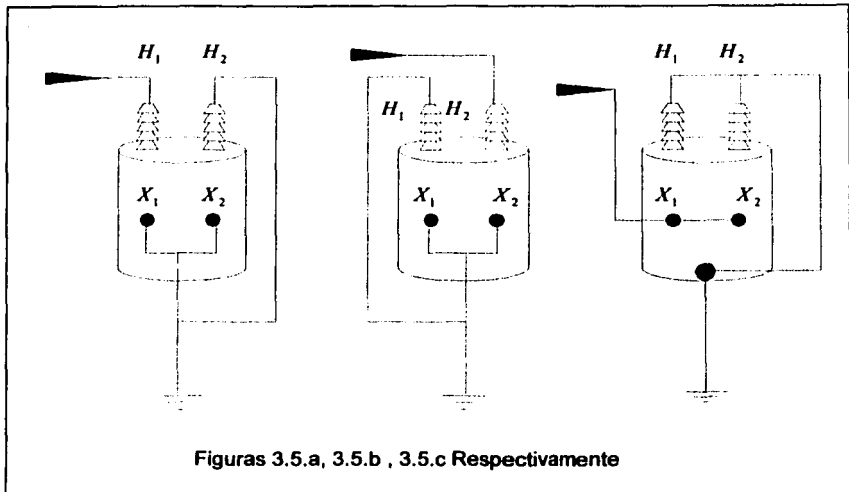 H₁ H₂
X₁ X₂
H₁ H₂
X₁ X₂
H₁ H₂
X₁ X₂
Figuras 3.5.a, 3.5.b , 3.5.c Respectivamente